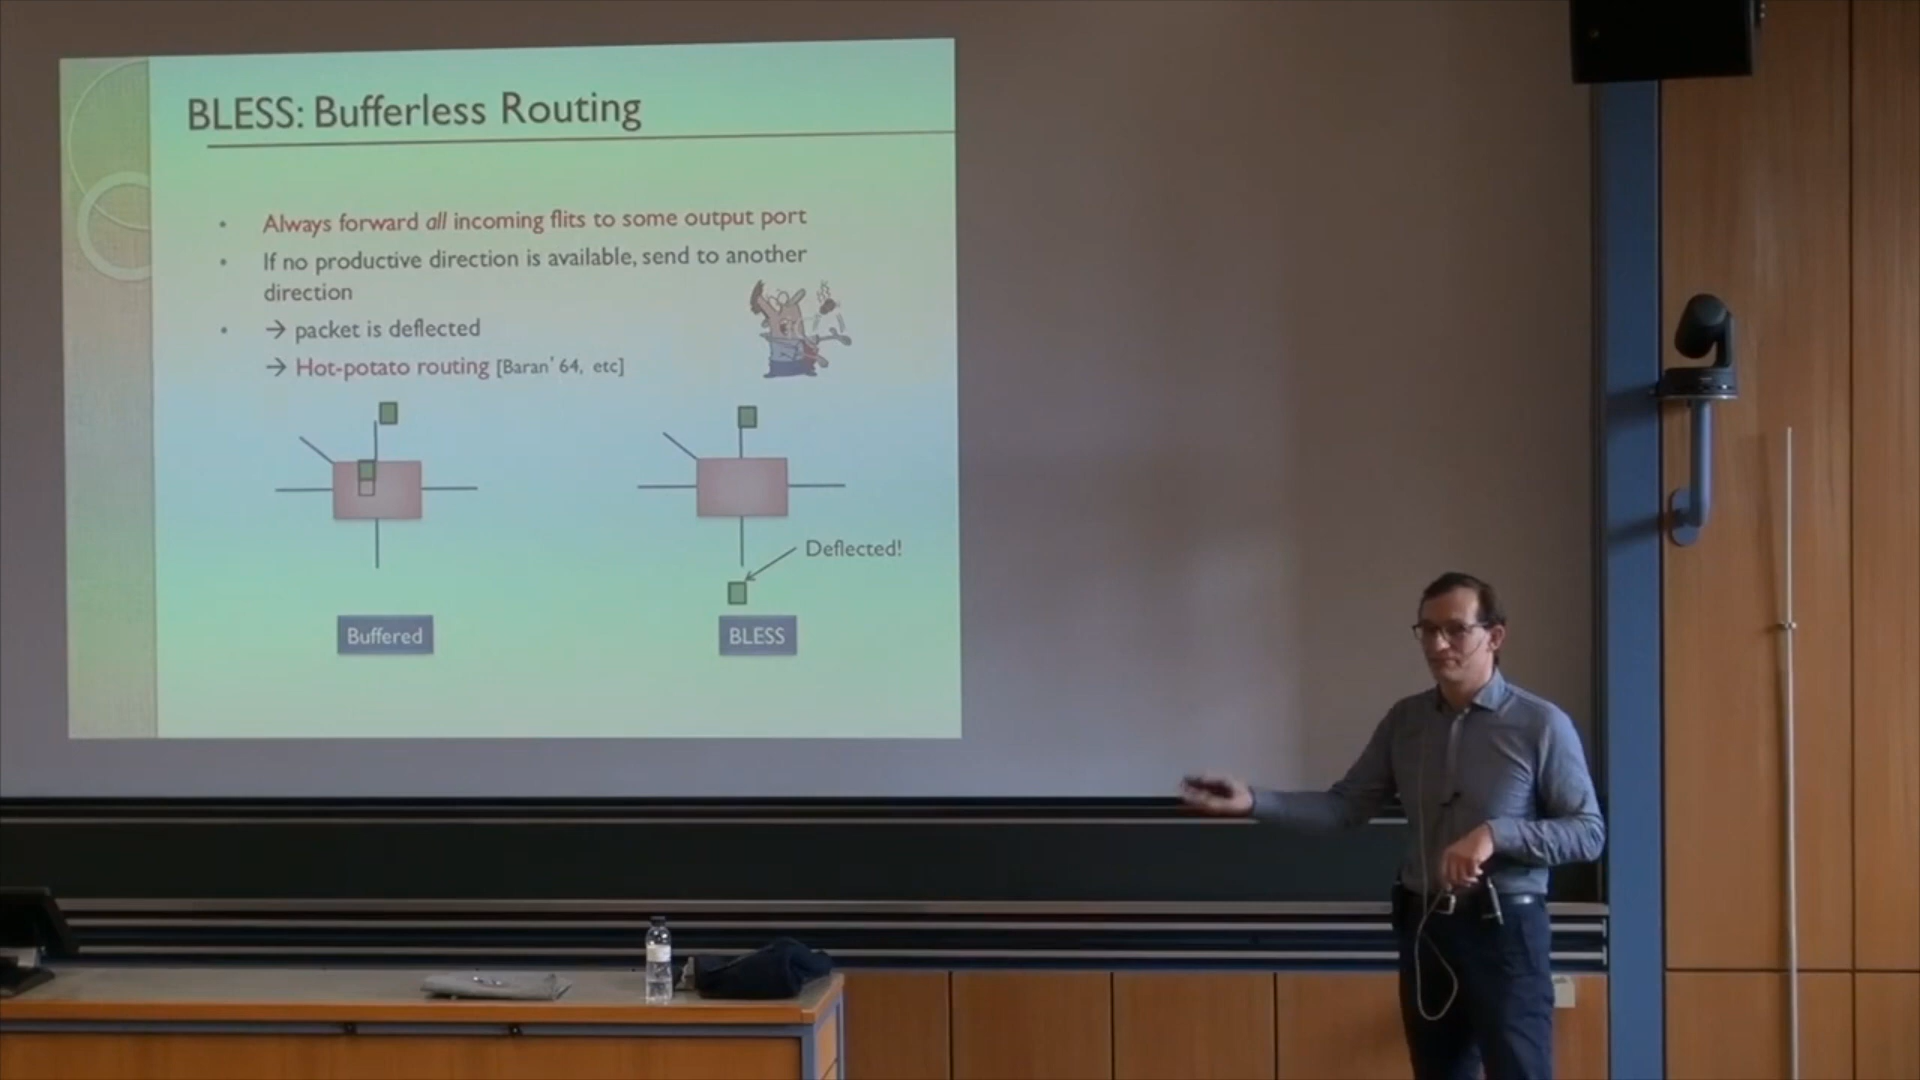 BLESS: Bufferless Routing
• Always forward all incoming flits to some output port
• If no productive direction is available, send to another
direction
• → packet is deflected
→ Hot-potato routing [Baran' 64, etc]
Deflected!
Buffered
BLESS